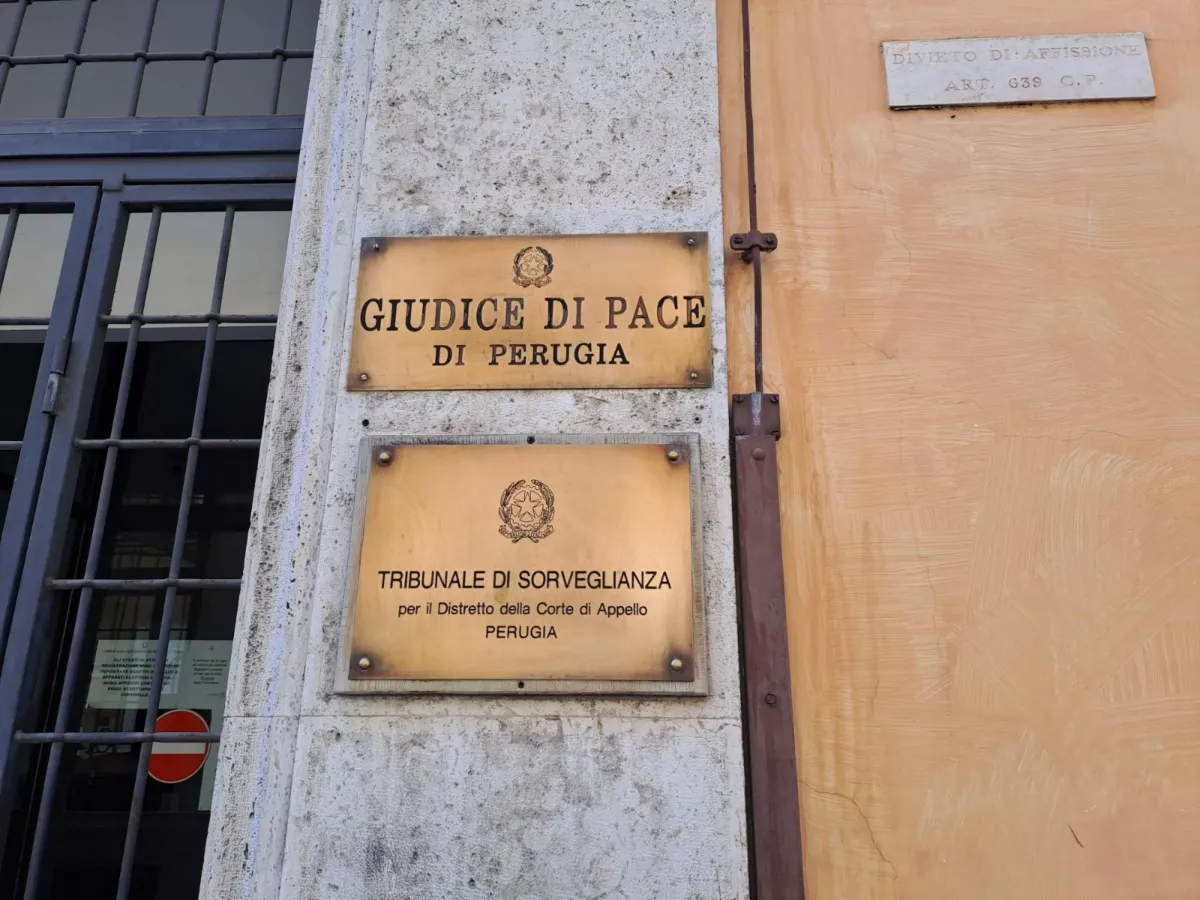 DIVIETO DI AFFISSIONE
ART. 639 C.P.
GIUDICE DI PACE
DI PERUGIA
TRIBUNALE DI SORVEGLIANZA
per il Distretto della Corte di Appello
PERUGIA